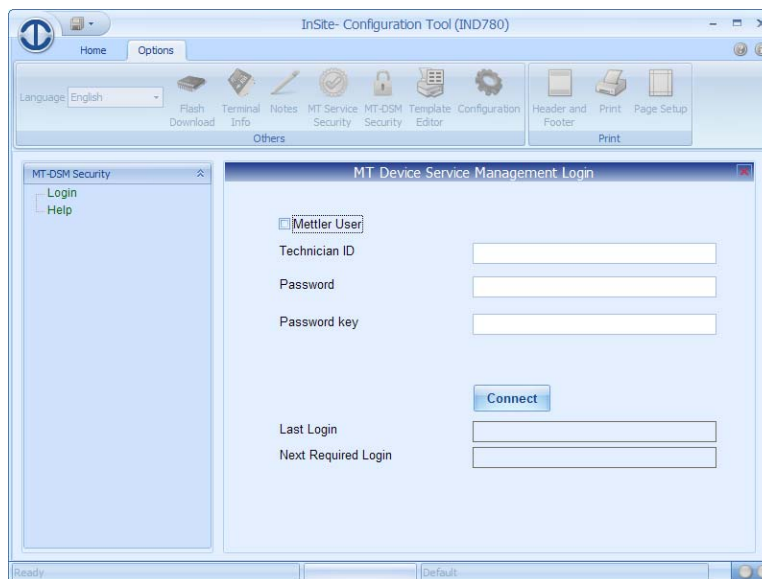 InSite- Configuration Tool (IND780)
Home Options
Language English
Flash Download
Terminal Info
Notes
MT Service Security
MT-DSM Security
Template Editor
Configuration
Header and Footer
Print
Page Setup
Others
Print
MT-DSM Security
Login
Help
MT Device Service Management Login
Mettler User
Technician ID
Password
Password key
Connect
Last Login
Next Required Login
Ready
Default